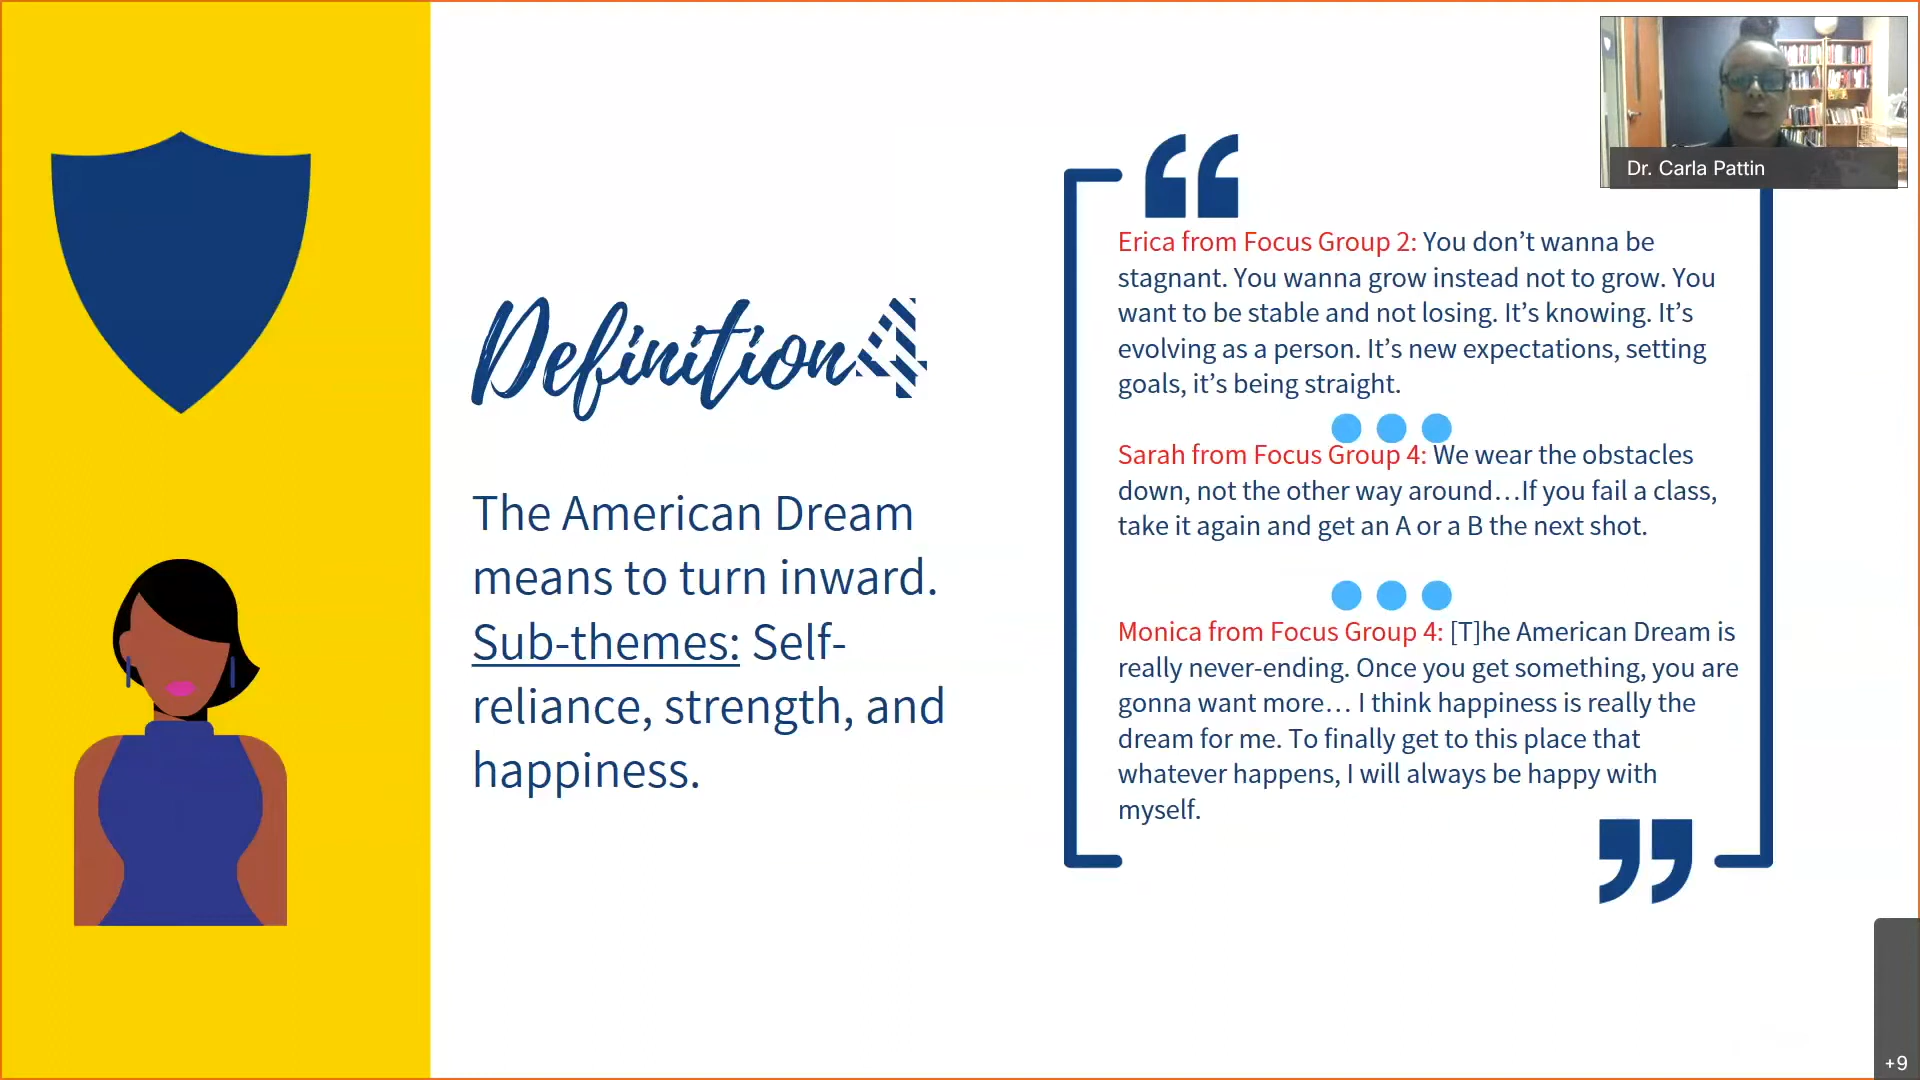 Dr. Carla Pattin
Definition 4
The American Dream
means to turn inward.
Sub-themes: Self-
reliance, strength, and
happiness.
“
Erica from Focus Group 2: You don’t wanna be
stagnant. You wanna grow instead not to grow. You
want to be stable and not losing. It’s knowing. It’s
evolving as a person. It’s new expectations, setting
goals, it’s being straight.
Sarah from Focus Group 4: We wear the obstacles
down, not the other way around…If you fail a class,
take it again and get an A or a B the next shot.
Monica from Focus Group 4: [T]he American Dream is
really never-ending. Once you get something, you are
gonna want more… I think happiness is really the
dream for me. To finally get to this place that
whatever happens, I will always be happy with
myself.
”
+9